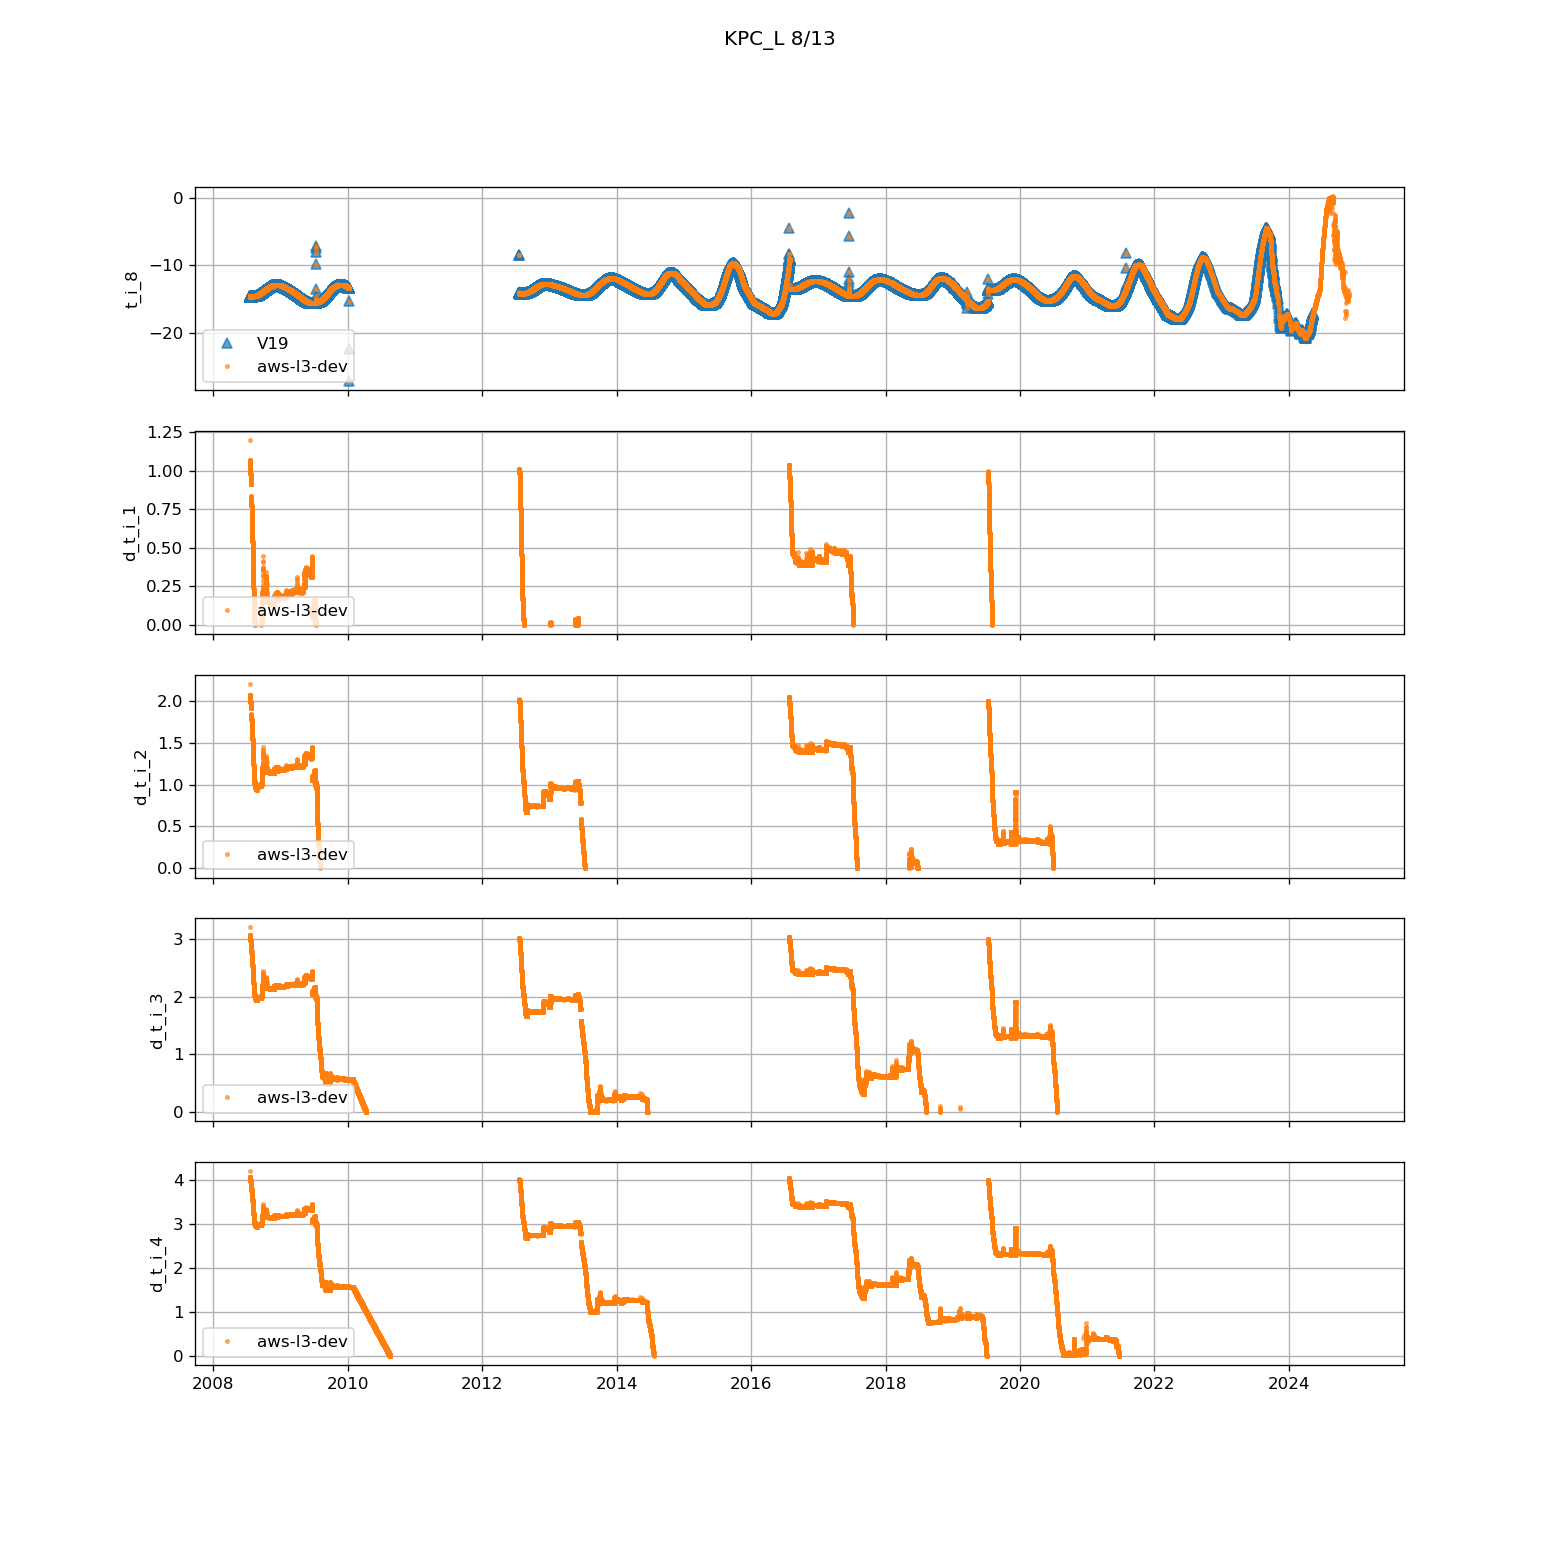 KPC_L 8/13
t_i_8
0
−10
−20
V19
aws-l3-dev
d_t_i_1
1.25
1.00
0.75
0.50
0.25
0.00
aws-l3-dev
d_t_i_2
2.0
1.5
1.0
0.5
0.0
aws-l3-dev
d_t_i_3
3
2
1
0
aws-l3-dev
d_t_i_4
4
3
2
1
0
aws-l3-dev
2008 2010 2012 2014 2016 2018 2020 2022 2024